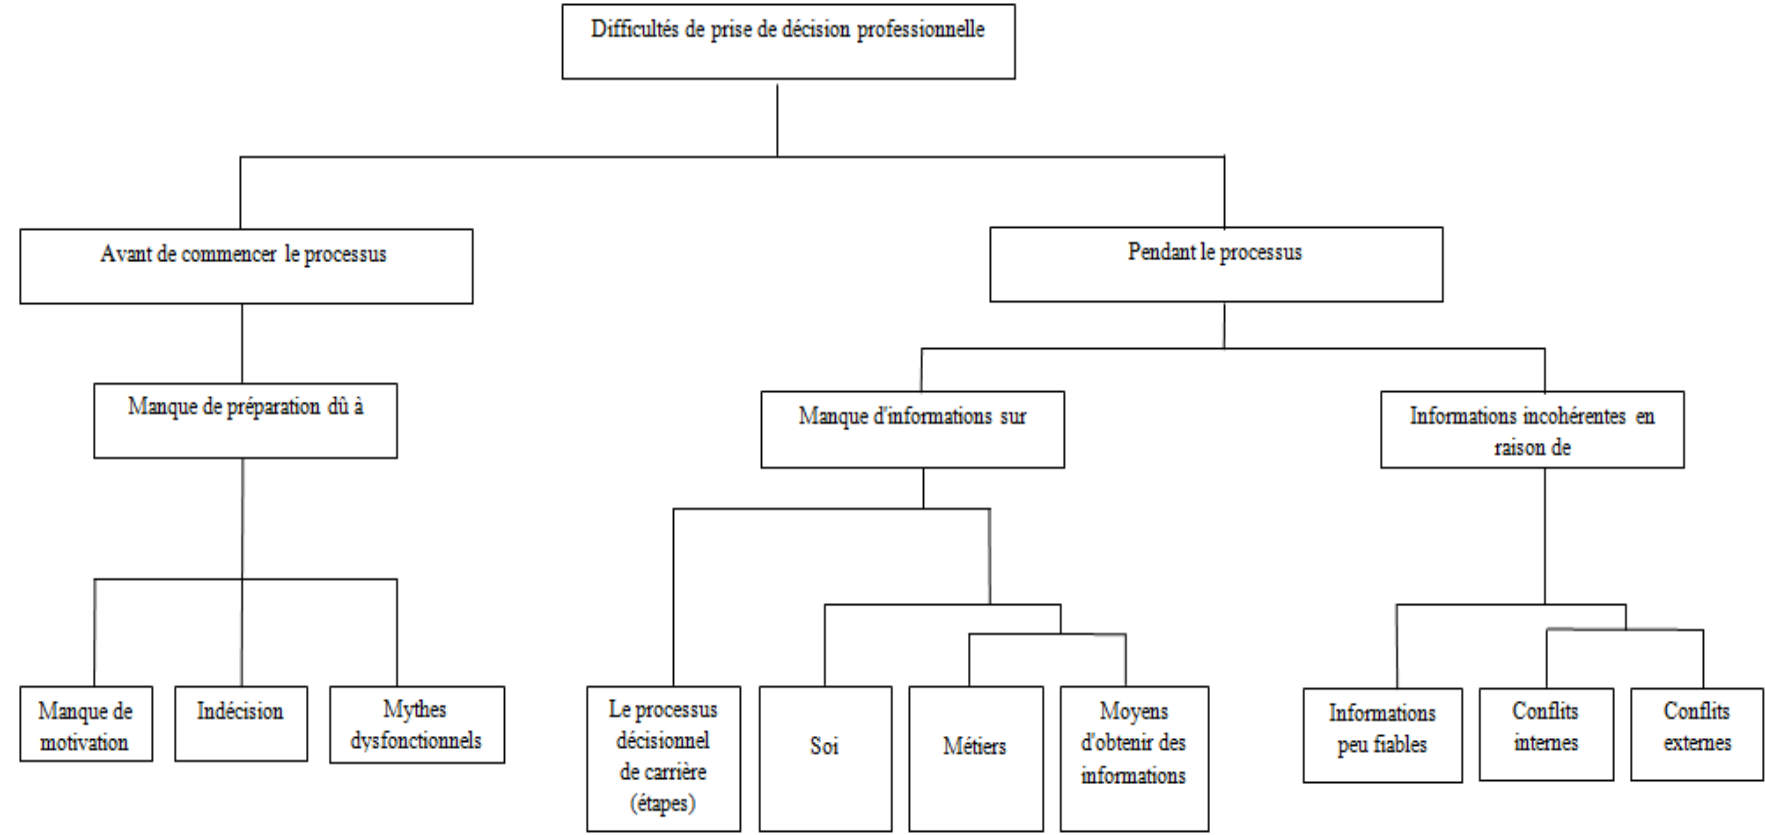 Difficultés de prise de décision professionnelle
Avant de commencer le processus
Pendant le processus
Manque de préparation dû à
Manque d'informations sur
Informations incohérentes en
raison de
Manque de
motivation
Indécision
Mythes
dysfonctionnels
Le processus
décisionnel
de carrière
(étapes)
Soi
Métiers
Moyens
d'obtenir des
informations
Informations
peu fiables
Conflits
internes
Conflits
externes